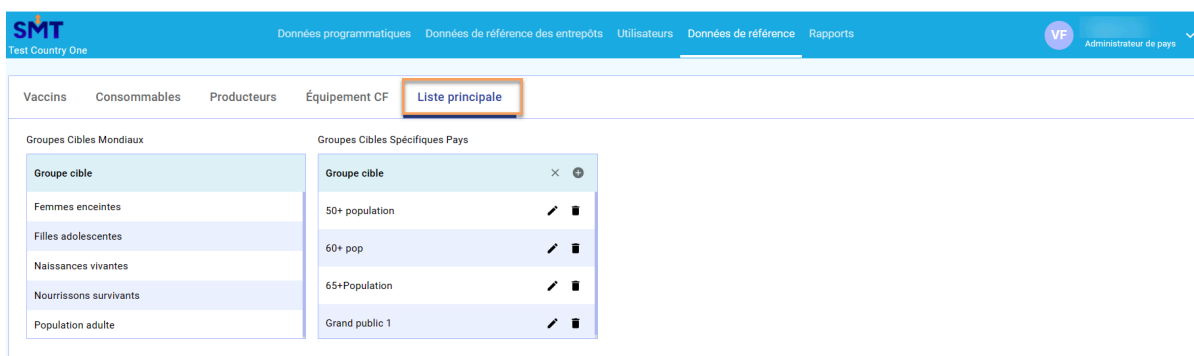 SMT
Test Country One
Données programmatiques Données de référence des entrepôts Utilisateurs Données de référence Rapports
VF
Administrateur de pays
Vaccins Consommables Producteurs Équipement CF Liste principale
Groupes Cibles Mondiaux
Groupe cible
Femmes enceintes
Filles adolescentes
Naissances vivantes
Nourrissons survivants
Population adulte
Groupes Cibles Spécifiques Pays
Groupe cible
50+ population
60+ pop
65+Population
Grand public 1